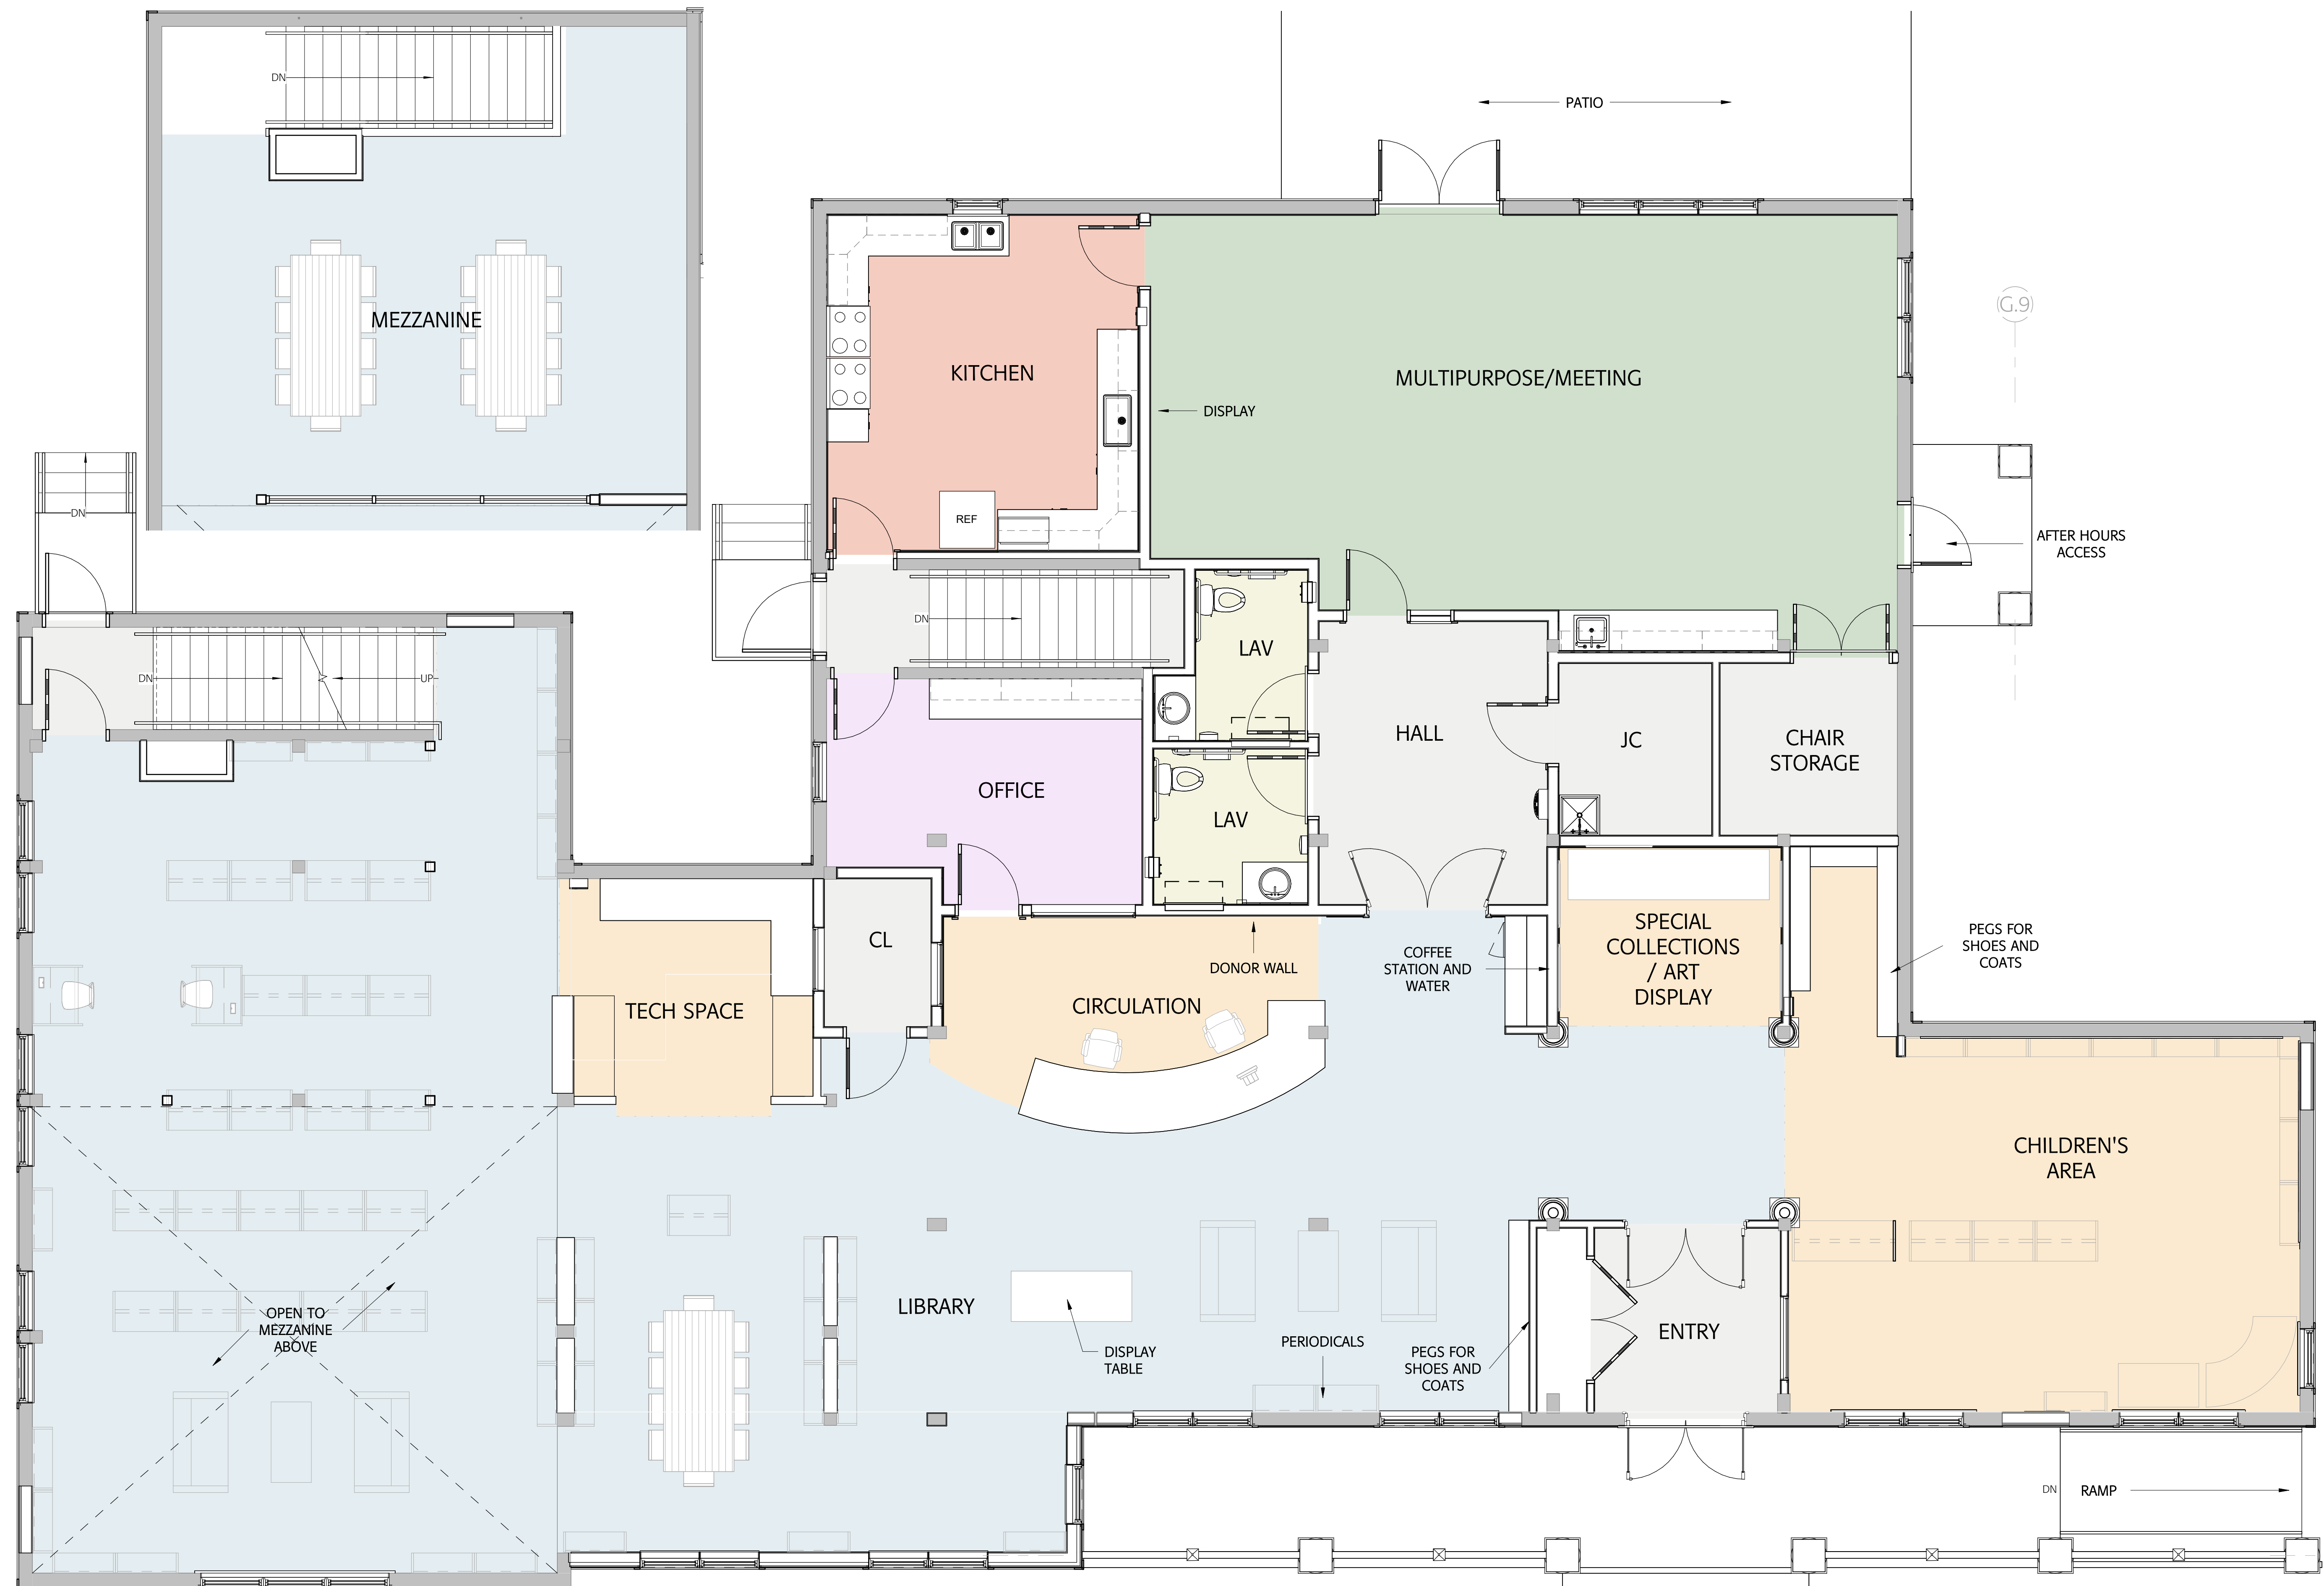 DN
PATIO
MEZZANINE
(G.9)
KITCHEN
MULTIPURPOSE/MEETING
DISPLAY
DN
REF
AFTER HOURS
ACCESS
DN
LAV
DN
UP
HALL
JC
CHAIR
STORAGE
OFFICE
LAV
CL
SPECIAL
COLLECTIONS
/ ART
DISPLAY
PEGS FOR
SHOES AND
COATS
COFFEE
STATION AND
WATER
DONOR WALL
TECH SPACE
CIRCULATION
CHILDREN'S
AREA
LIBRARY
OPEN TO
MEZZANINE
ABOVE
DISPLAY
TABLE
PERIODICALS
PEGS FOR
SHOES AND
COATS
ENTRY
DN
RAMP